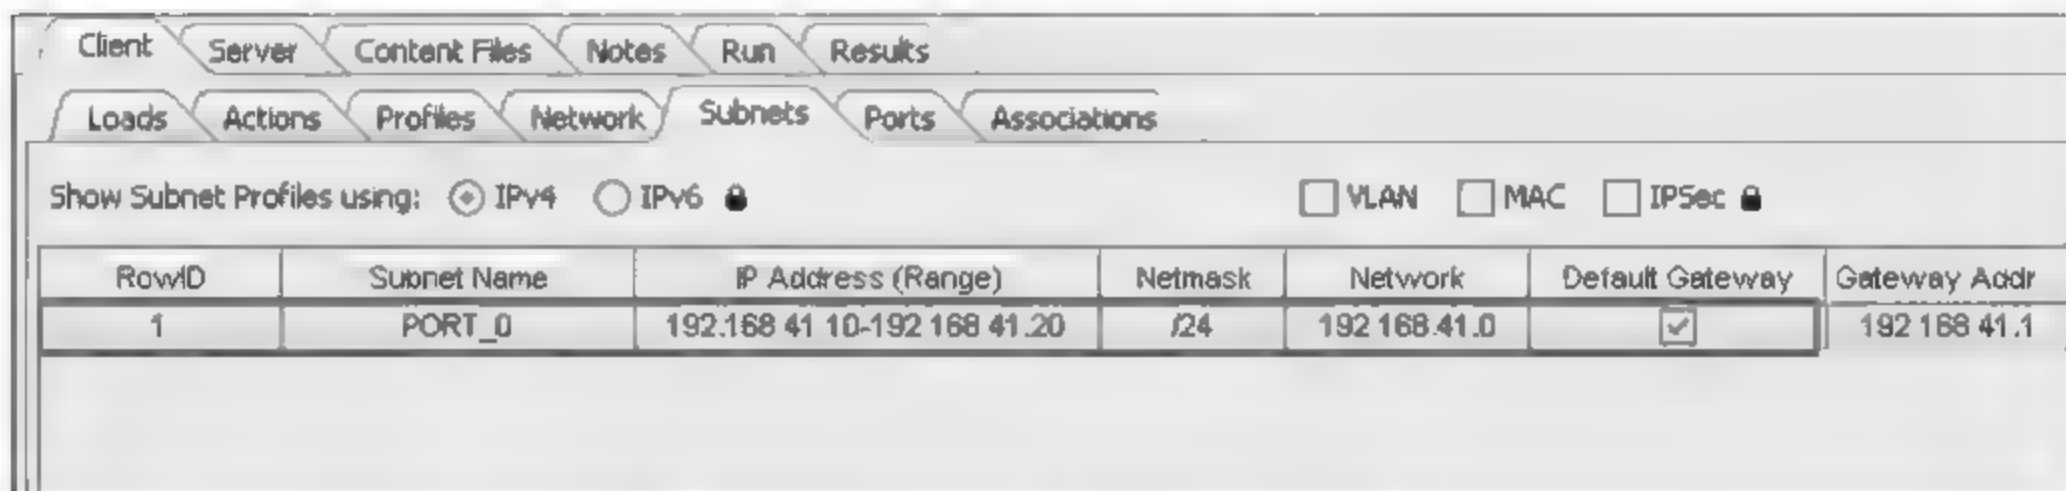 Client Server Content Files Notes Run Results
Loads Actions Profiles Network Subnets Ports Associations
Show Subnet Profiles using: IPv4 IPv6 VLAN MAC IPSec
RowID Subnet Name IP Address (Range) Netmask Network Default Gateway Gateway Addr
1 PORT_0 192.168.41.10-192.168.41.20 /24 192.168.41.0 192.168.41.1